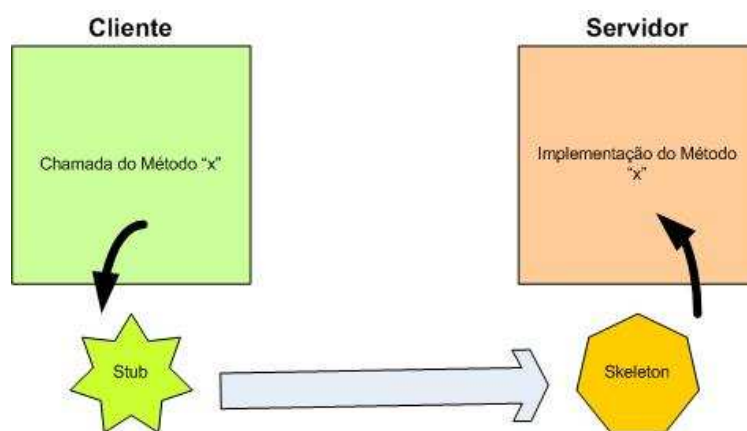 Cliente
Servidor
Chamada do Método “x”
Implementação do Método
“x”
Stub
Skeleton